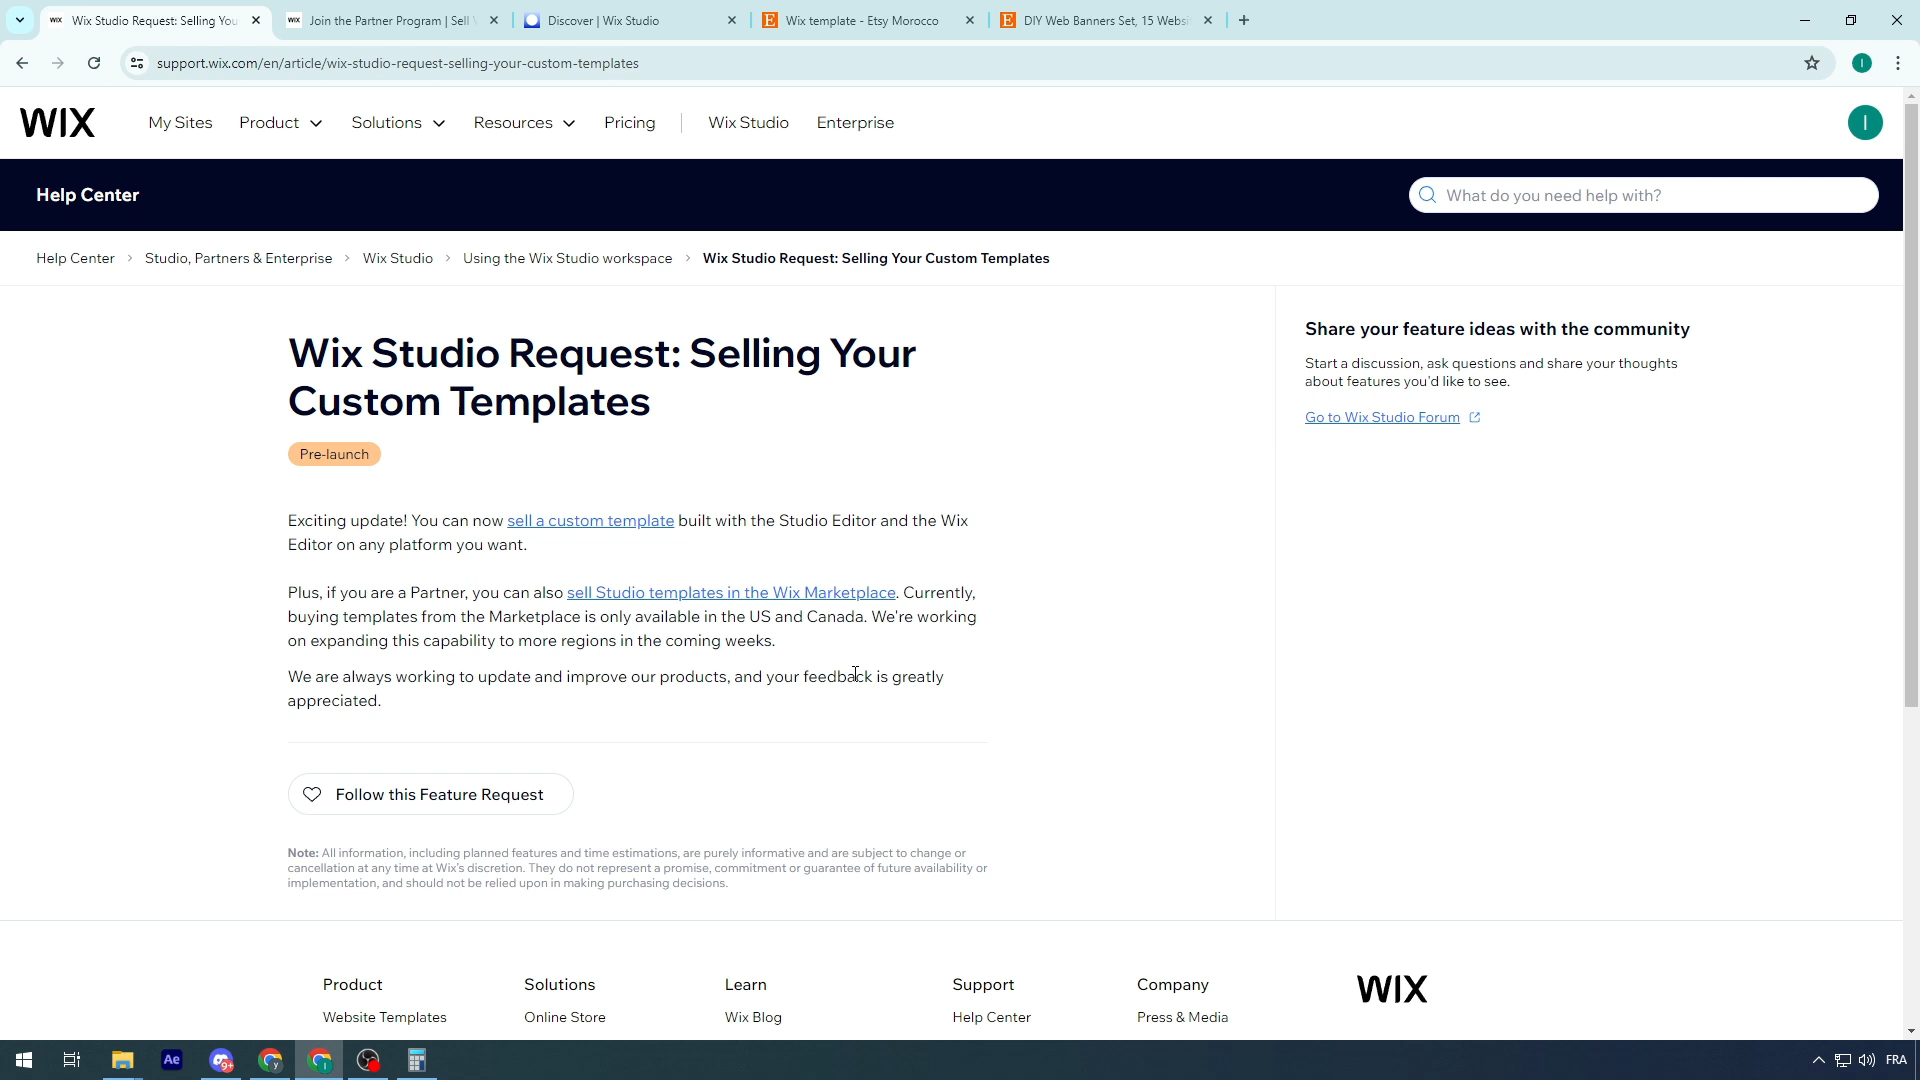 Wix Studio Request: Selling You
Join the Partner Program | Sell
Discover | Wix Studio
Wix template - Etsy Morocco
DIY Web Banners Set, 15 Websi
support.wix.com/en/article/wix-studio-request-selling-your-custom-templates
I
WIX
My Sites
Product
Solutions
Resources
Pricing
Wix Studio
Enterprise
I
Help Center
What do you need help with?
Help Center > Studio, Partners & Enterprise > Wix Studio > Using the Wix Studio workspace > Wix Studio Request: Selling Your Custom Templates
Wix Studio Request: Selling Your
Custom Templates
Pre-launch
Exciting update! You can now sell a custom template built with the Studio Editor and the Wix
Editor on any platform you want.
Plus, if you are a Partner, you can also sell Studio templates in the Wix Marketplace. Currently,
buying templates from the Marketplace is only available in the US and Canada. We're working
on expanding this capability to more regions in the coming weeks.
We are always working to update and improve our products, and your feedback is greatly
appreciated.
Follow this Feature Request
Note: All information, including planned features and time estimations, are purely informative and are subject to change or
cancellation at any time at Wix's discretion. They do not represent a promise, commitment or guarantee of future availability or
implementation, and should not be relied upon in making purchasing decisions.
Share your feature ideas with the community
Start a discussion, ask questions and share your thoughts
about features you'd like to see.
Go to Wix Studio Forum
Product
Solutions
Learn
Support
Company
WIX
Website Templates
Online Store
Wix Blog
Help Center
Press & Media
Ae
9+
y
I
FRA